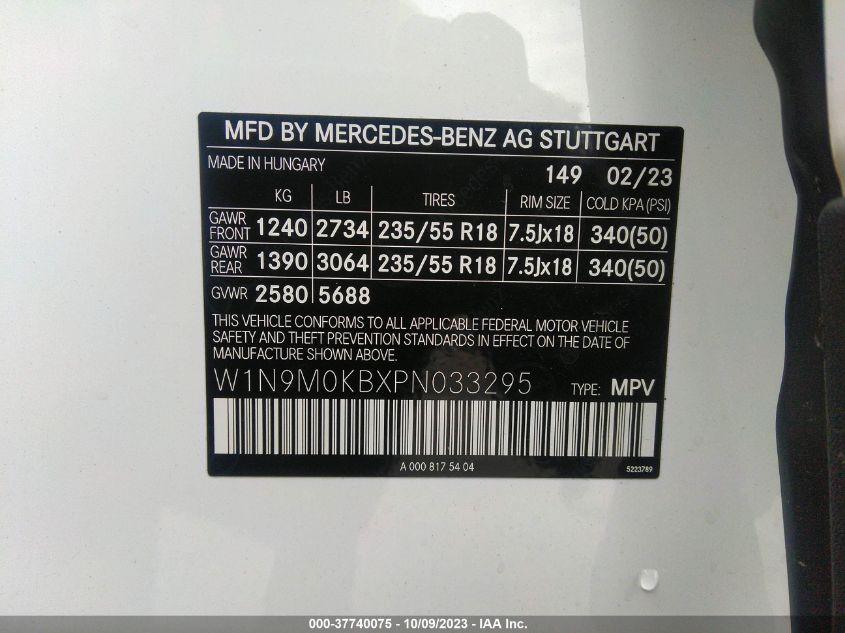 MFD BY MERCEDES-BENZ AG STUTTGART
MADE IN HUNGARY 149 02/23
KG LB TIRES RIM SIZE COLD KPA (PSI)
GAWR FRONT 1240 2734 235/55 R18 7.5Jx18 340(50)
GAWR REAR 1390 3064 235/55 R18 7.5Jx18 340(50)
GVWR 2580 5688
THIS VEHICLE CONFORMS TO ALL APPLICABLE FEDERAL MOTOR VEHICLE
SAFETY AND THEFT PREVENTION STANDARDS IN EFFECT ON THE DATE OF
MANUFACTURE SHOWN ABOVE.
W1N9M0KBXPN033295 TYPE: MPV
A 000 817 54 04 5223789
000-37740075 - 10/09/2023 - IAA Inc.